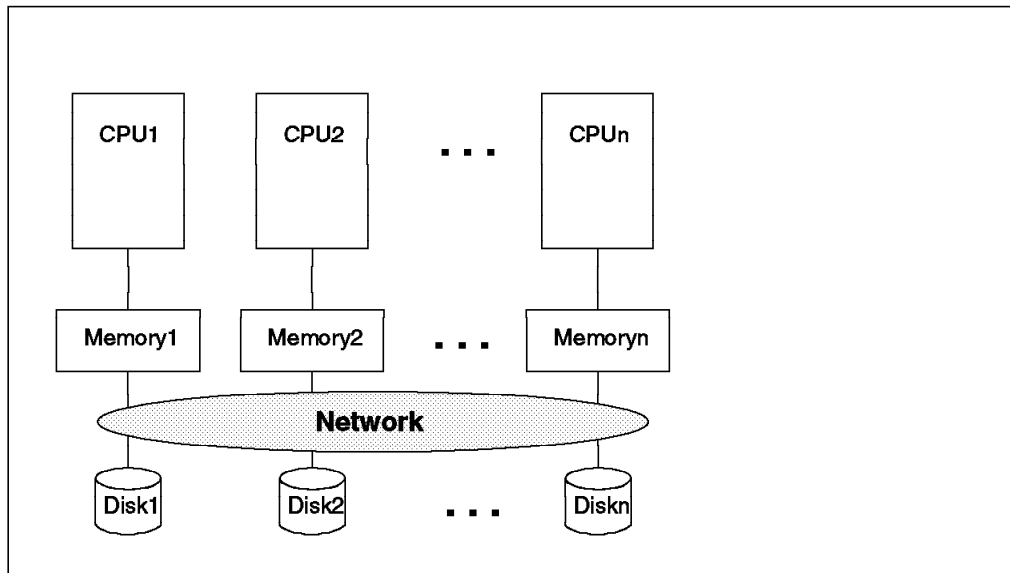 CPU1 CPU2 ... CPUn
Memory1 Memory2 ... Memoryn
Network
Disk1 Disk2 ... Diskn